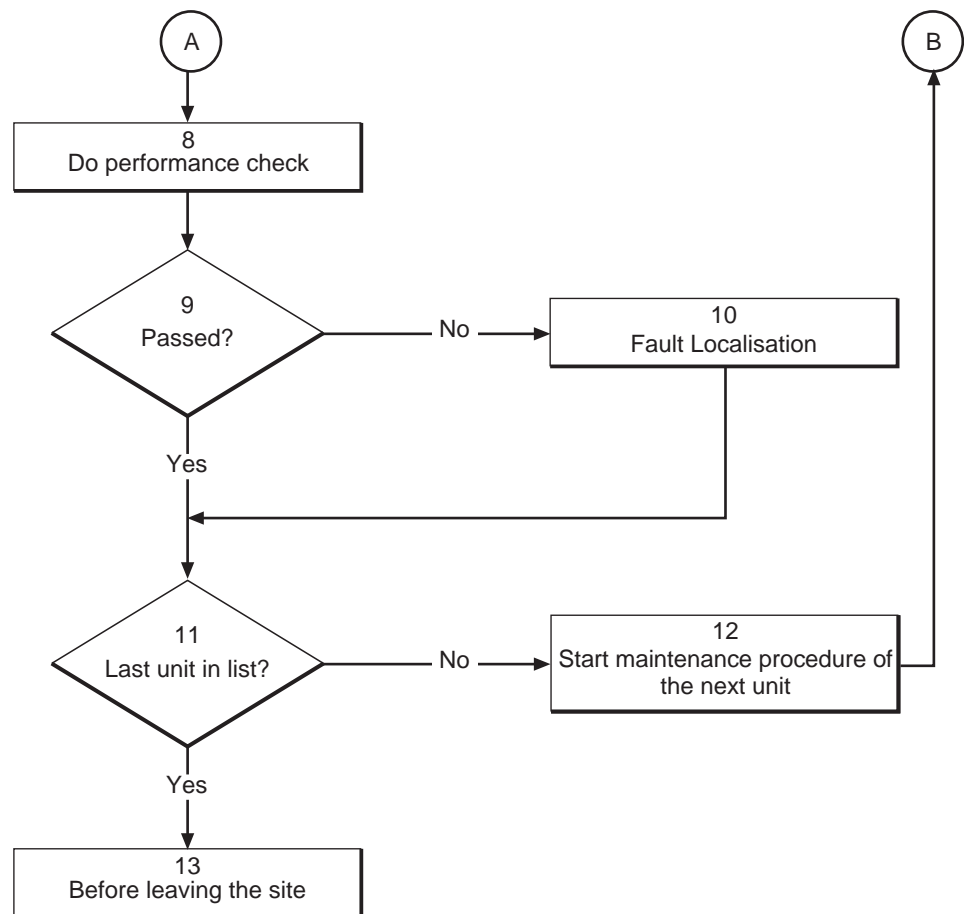 A
B
8
Do performance check
9
Passed?
No
10
Fault Localisation
Yes
11
Last unit in list?
No
12
Start maintenance procedure of
the next unit
Yes
13
Before leaving the site